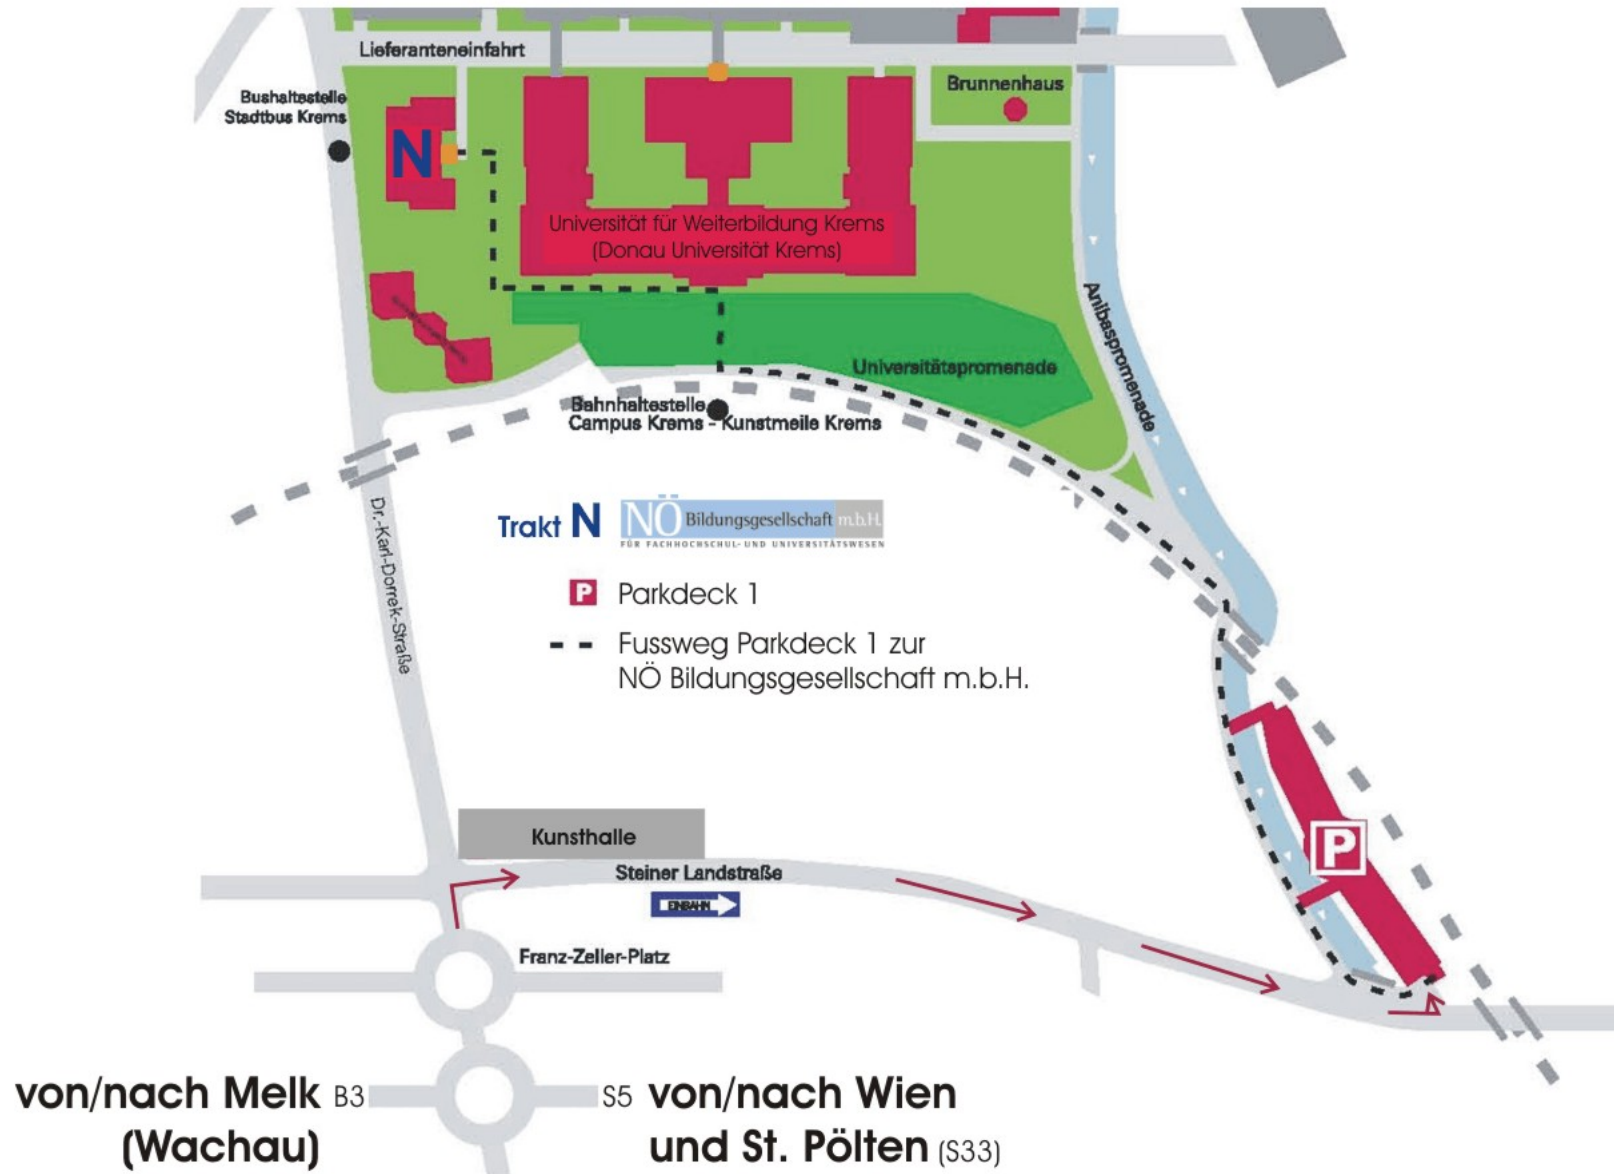 Lieferanteneinfahrt
Bushaltestelle
Stadtbus Krems
Brunnenhaus
N
Universität für Weiterbildung Krems
(Donau Universität Krems)
Anibaspromenade
Universitätspromenade
Bahnhaltestelle
Campus Krems - Kunstmeile Krems
Dr.-Karl-Dorrek-Straße
Trakt N
NÖ Bildungsgesellschaft m.b.H.
FÜR FACHHOCHSCHUL- UND UNIVERSITÄTSWESEN
P Parkdeck 1
Fussweg Parkdeck 1 zur
NÖ Bildungsgesellschaft m.b.H.
P
Kunsthalle
Steiner Landstraße
EINBAHN
Franz-Zeller-Platz
von/nach Melk B3
(Wachau)
S5 von/nach Wien
und St. Pölten (S33)